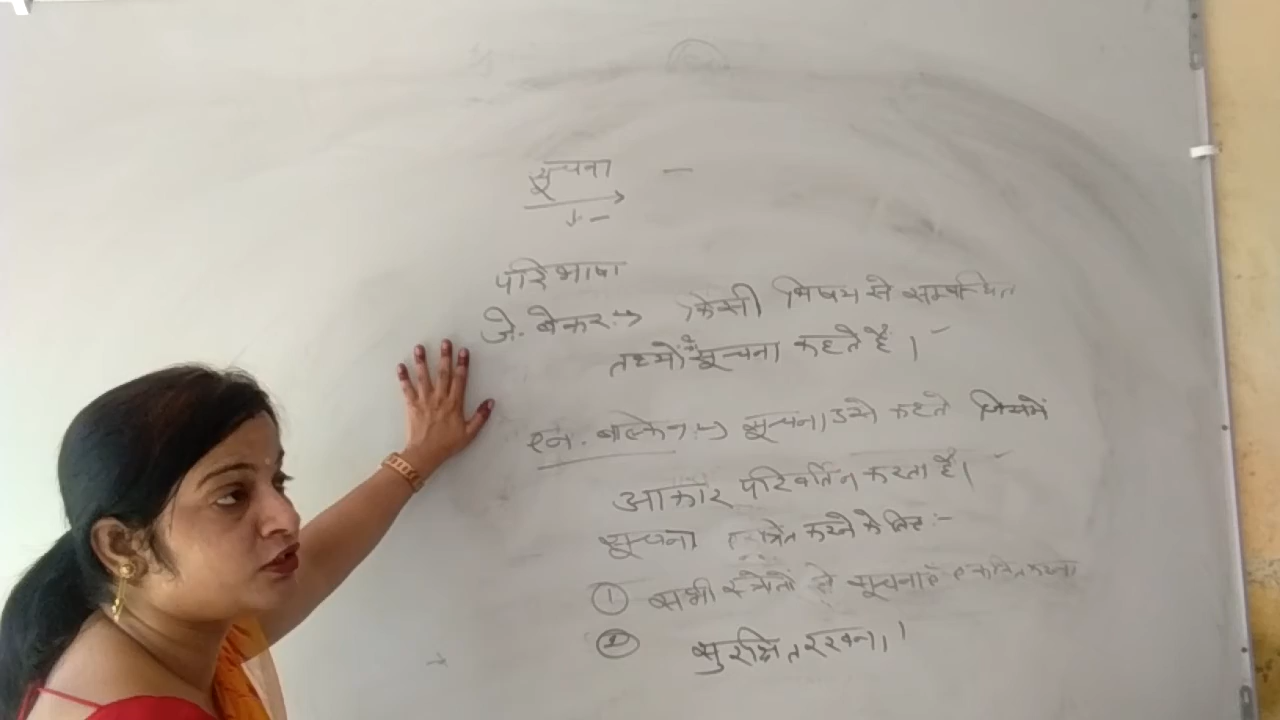 सूचना -
परिभाषा
जे. बेकर → किसी विषय से सम्बन्धित
तथ्यों को सूचना कहते हैं।
एन. बाल्केन → सूचना उसे कहते जिसमें
आकार परिवर्तित करता है।
सूचना एकत्रित करने के लिए :-
① सभी स्त्रोतों से सूचनाएँ एकत्रित करना
② सुरक्षित रखना।